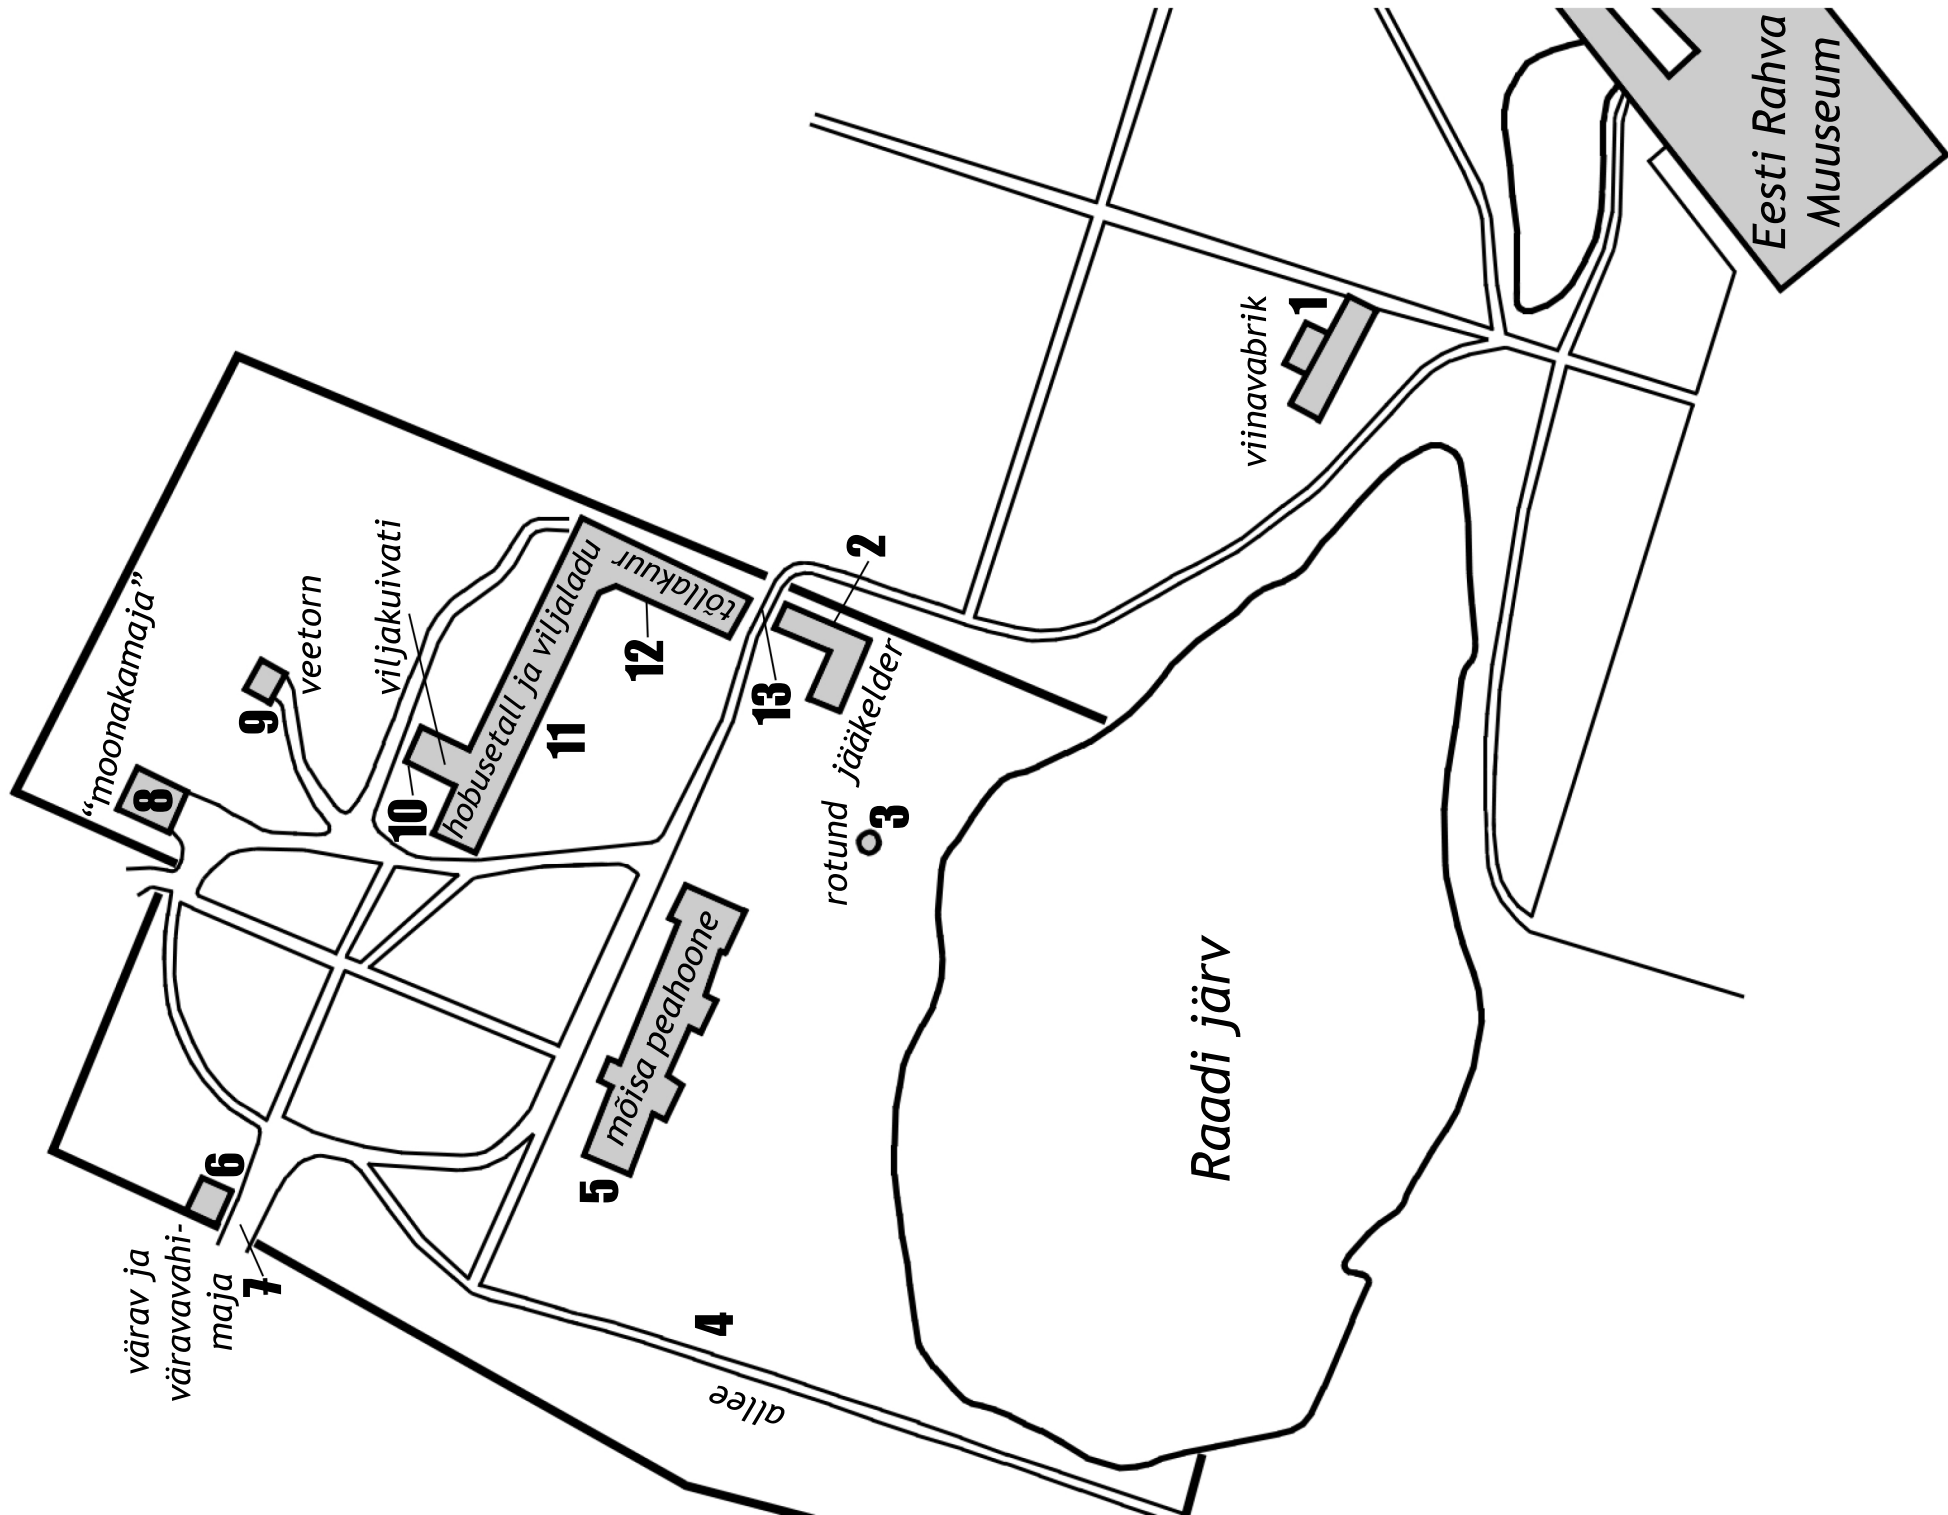 Eesti Rahva
Muuseum
1
viinavabrik
2
jääkelder
13
rotund
3
"moonakamaja"
8
veetorn
9
viljakuivati
10
hobusetall ja viljaladu
11
tõllakuur
12
mõisa peahoone
5
6
värav ja
väravavahi-
maja
7
4
allee
Raadi järv